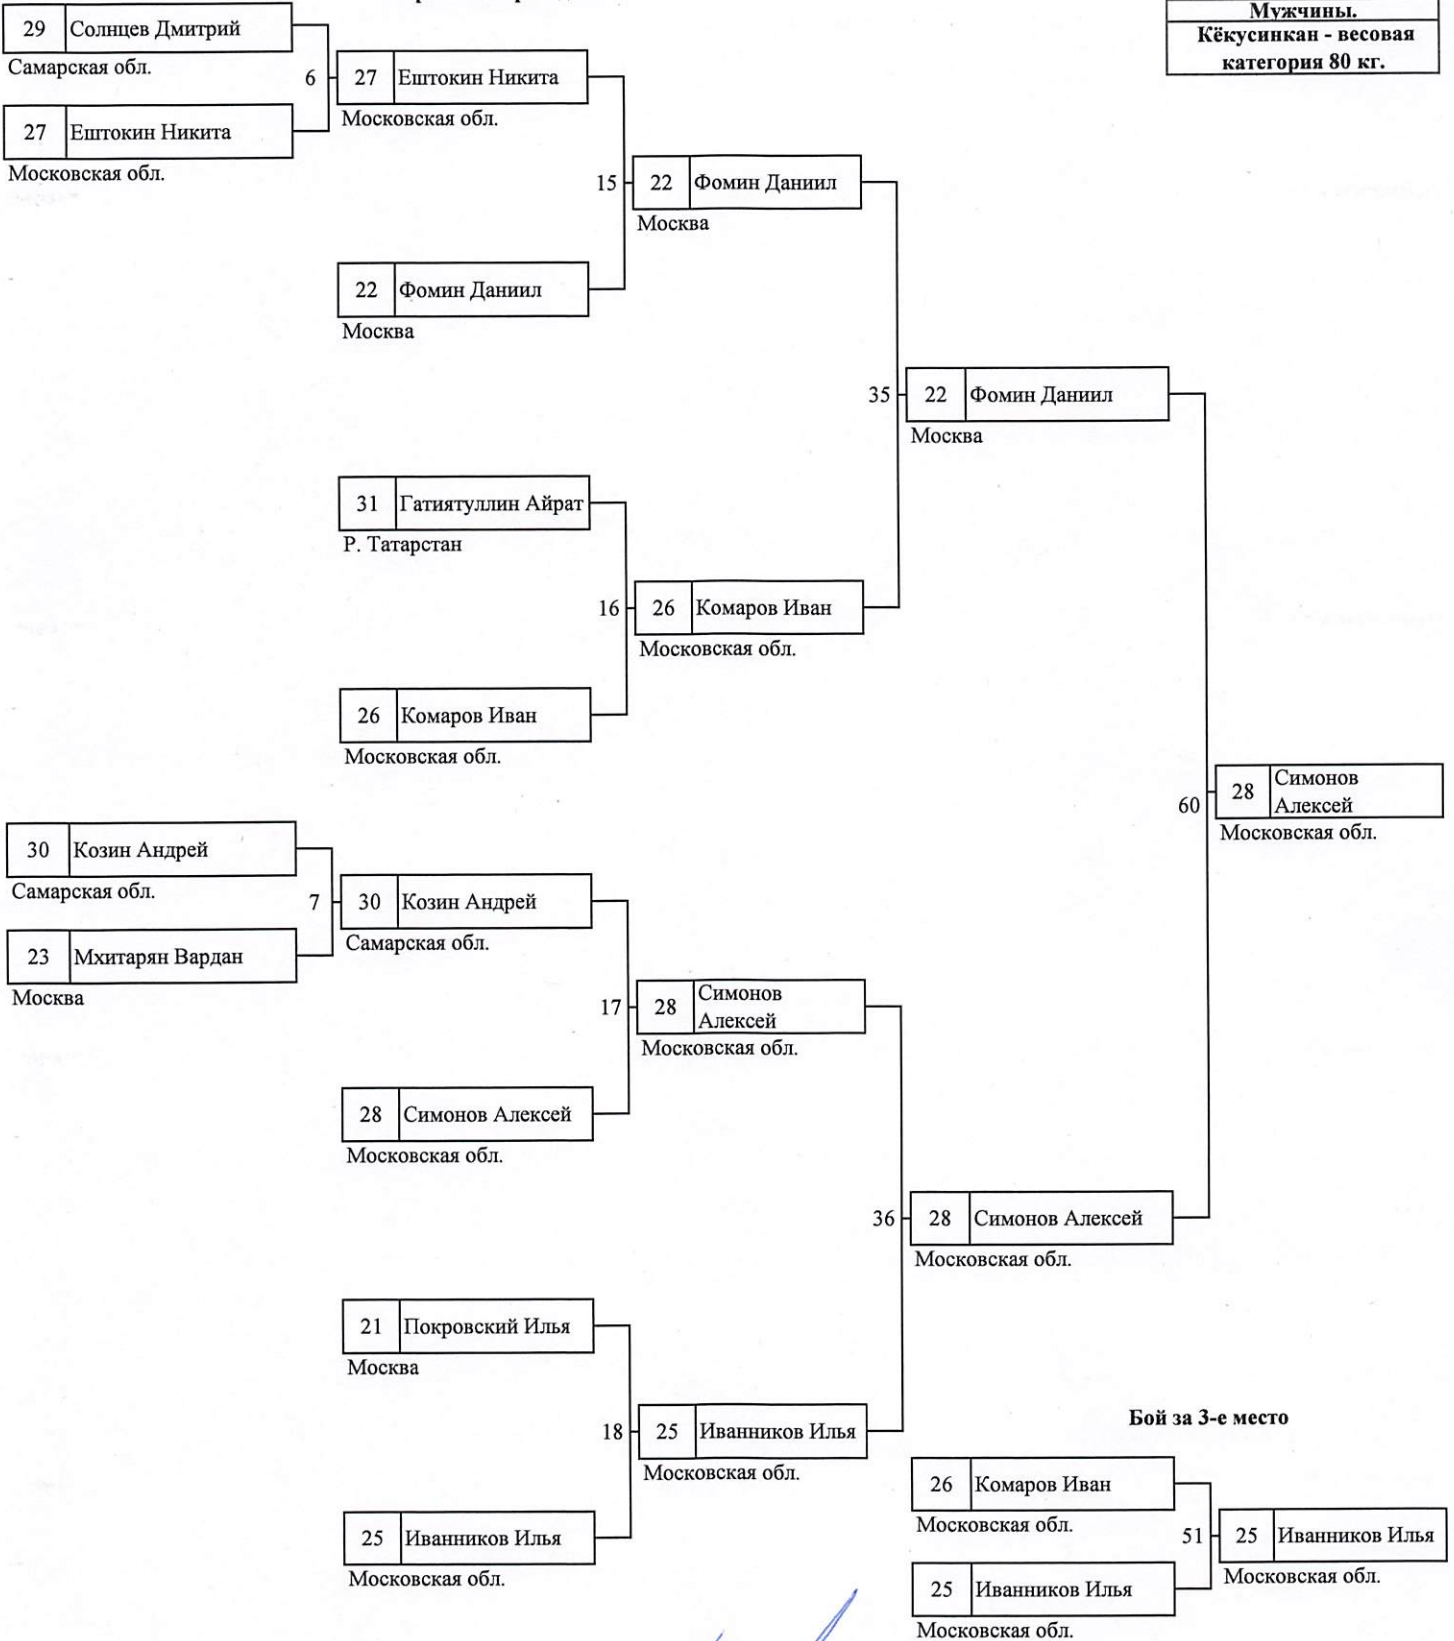 Мужчины.
Кёкусинкан - весовая
категория 80 кг.
29 Солнцев Дмитрий
Самарская обл.
6
27 Ештокин Никита
Московская обл.
27 Ештокин Никита
Московская обл.
15
22 Фомин Даниил
Москва
22 Фомин Даниил
Москва
35
22 Фомин Даниил
Москва
31 Гатиятуллин Айрат
Р. Татарстан
16
26 Комаров Иван
Московская обл.
26 Комаров Иван
Московская обл.
60
28 Симонов
Алексей
Московская обл.
30 Козин Андрей
Самарская обл.
7
30 Козин Андрей
Самарская обл.
23 Мхитарян Вардан
Москва
17
28 Симонов
Алексей
Московская обл.
28 Симонов Алексей
Московская обл.
36
28 Симонов Алексей
Московская обл.
21 Покровский Илья
Москва
18
25 Иванников Илья
Московская обл.
25 Иванников Илья
Московская обл.
Бой за 3-е место
26 Комаров Иван
Московская обл.
51
25 Иванников Илья
Московская обл.
25 Иванников Илья
Московская обл.